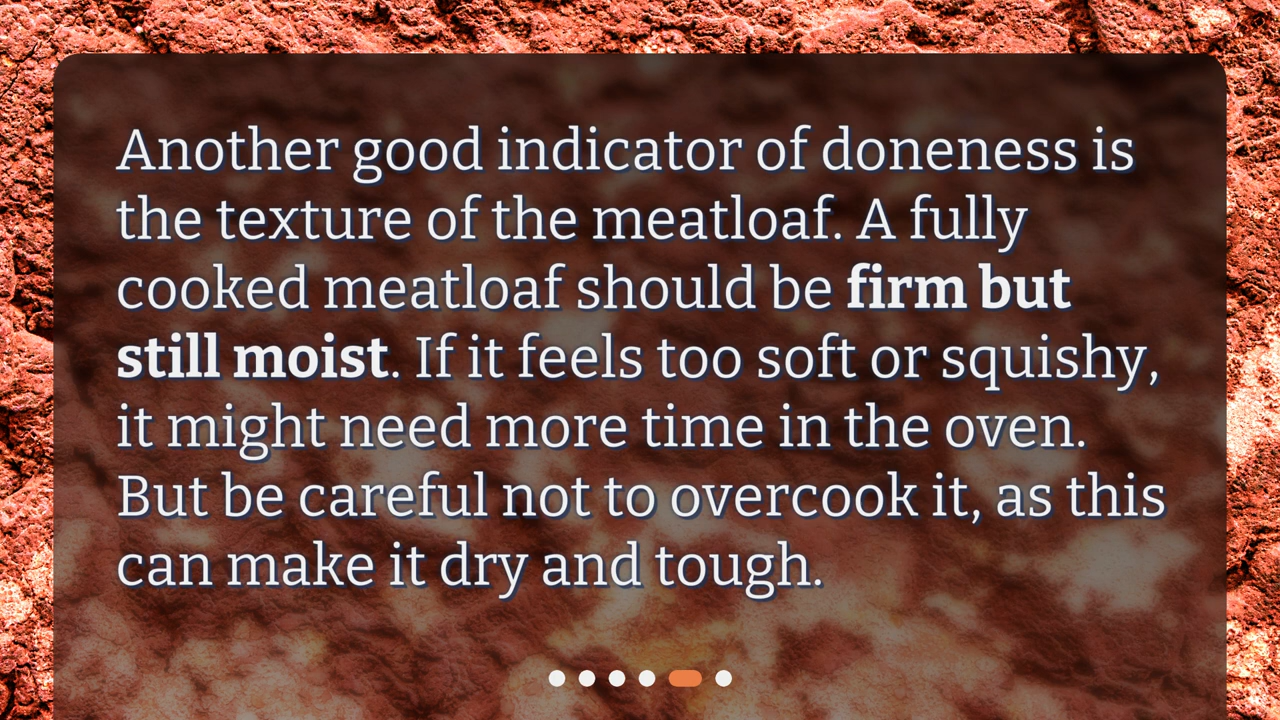 Another good indicator of doneness is
the texture of the meatloaf. A fully
cooked meatloaf should be firm but
still moist. If it feels too soft or squishy,
it might need more time in the oven.
But be careful not to overcook it, as this
can make it dry and tough.